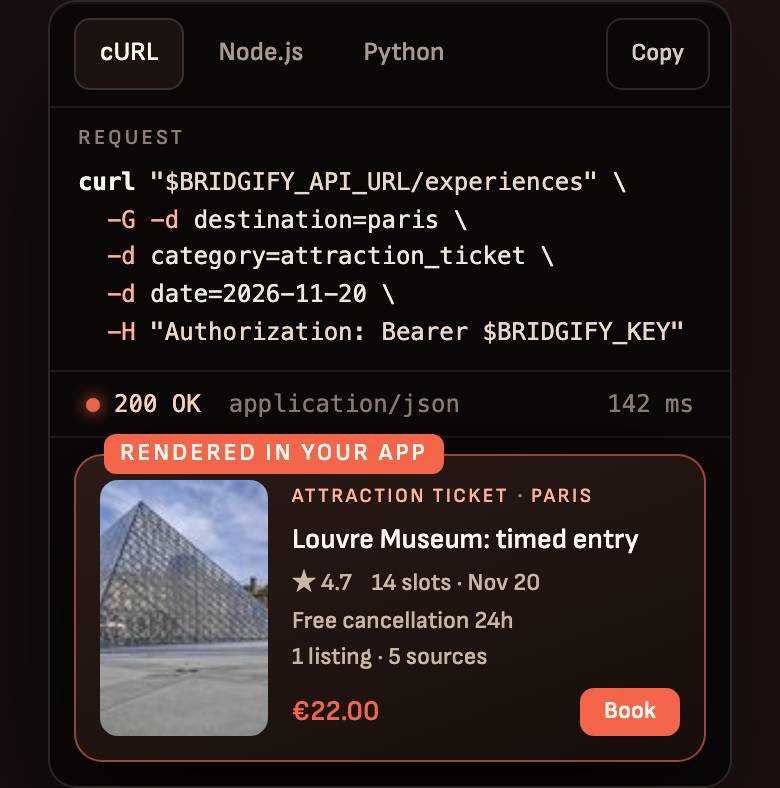 cURL Node.js Python Copy
REQUEST
curl "$BRIDGIFY_API_URL/experiences" \
-G -d destination=paris \
-d category=attraction_ticket \
-d date=2026-11-20 \
-H "Authorization: Bearer $BRIDGIFY_KEY"
200 OK application/json 142 ms
RENDERED IN YOUR APP
ATTRACTION TICKET · PARIS
Louvre Museum: timed entry
★ 4.7 14 slots · Nov 20
Free cancellation 24h
1 listing · 5 sources
€22.00 Book